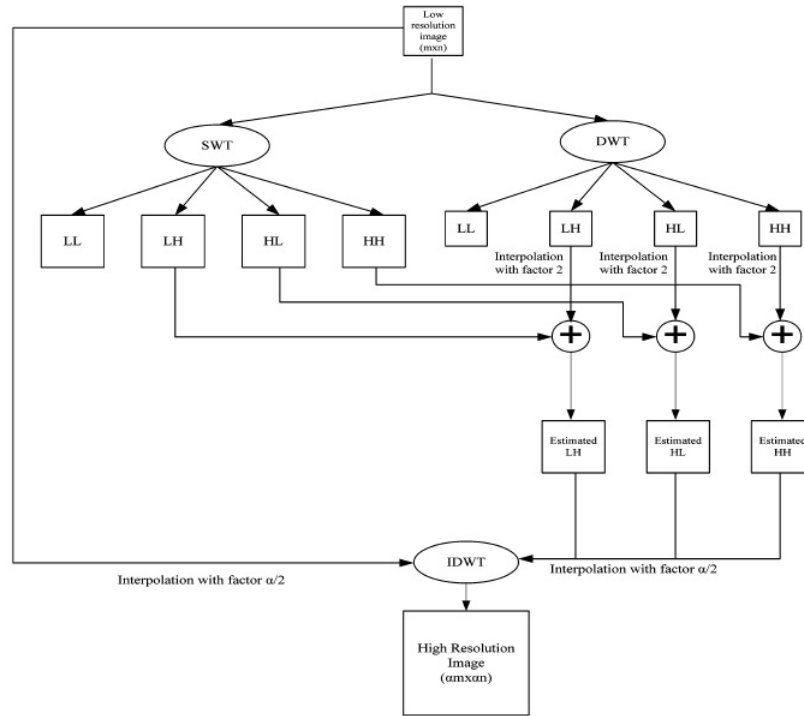 Low
resolution
image
(mxn)
SWT
DWT
LL
LH
HL
HH
LL
LH
HL
HH
Interpolation
with factor 2
Interpolation
with factor 2
Interpolation
with factor 2
+
+
+
Estimated
LH
Estimated
HL
Estimated
HH
IDWT
Interpolation with factor α/2
Interpolation with factor α/2
High Resolution
Image
(αmxαn)